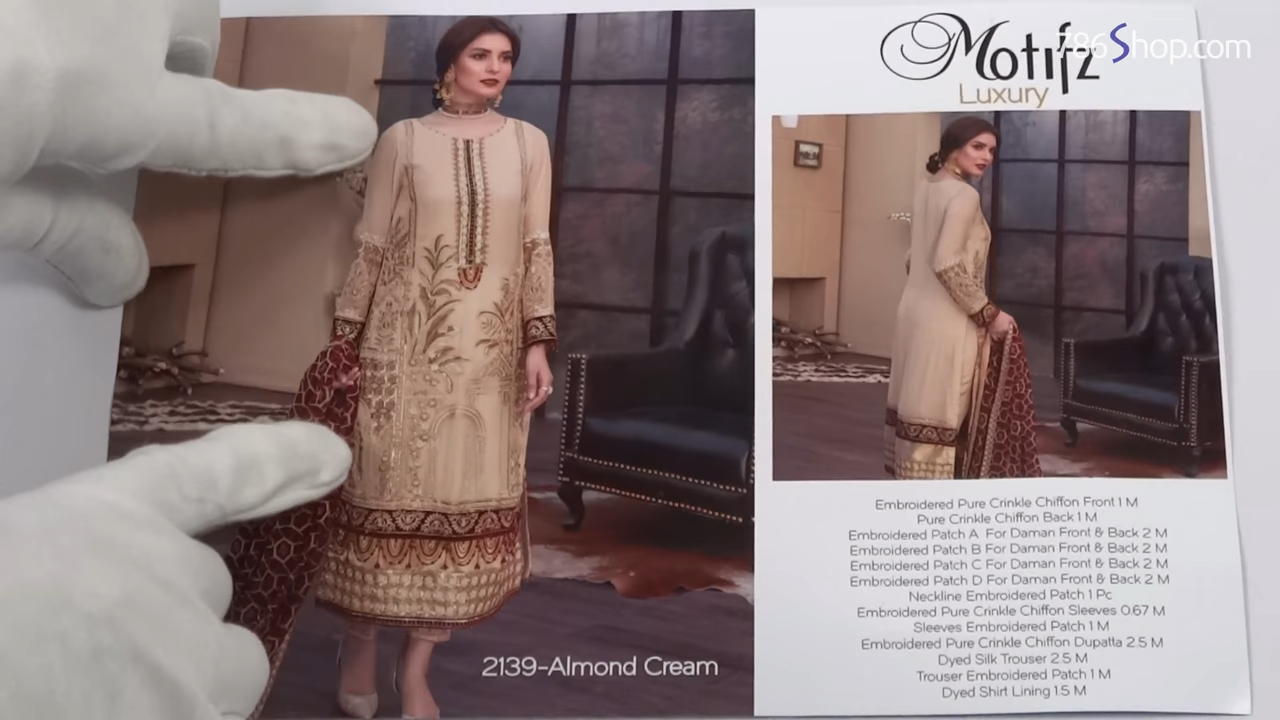 Motifz
786Shop.com
Luxury
2139-Almond Cream
Embroidered Pure Crinkle Chiffon Front 1 M
Pure Crinkle Chiffon Back 1 M
Embroidered Patch A For Daman Front & Back 2 M
Embroidered Patch B For Daman Front & Back 2 M
Embroidered Patch C For Daman Front & Back 2 M
Embroidered Patch D For Daman Front & Back 2 M
Neckline Embroidered Patch 1 Pc
Embroidered Pure Crinkle Chiffon Sleeves 0.67 M
Sleeves Embroidered Patch 1 M
Embroidered Pure Crinkle Chiffon Dupatta 2.5 M
Dyed Silk Trouser 2.5 M
Trouser Embroidered Patch 1 M
Dyed Shirt Lining 1.5 M